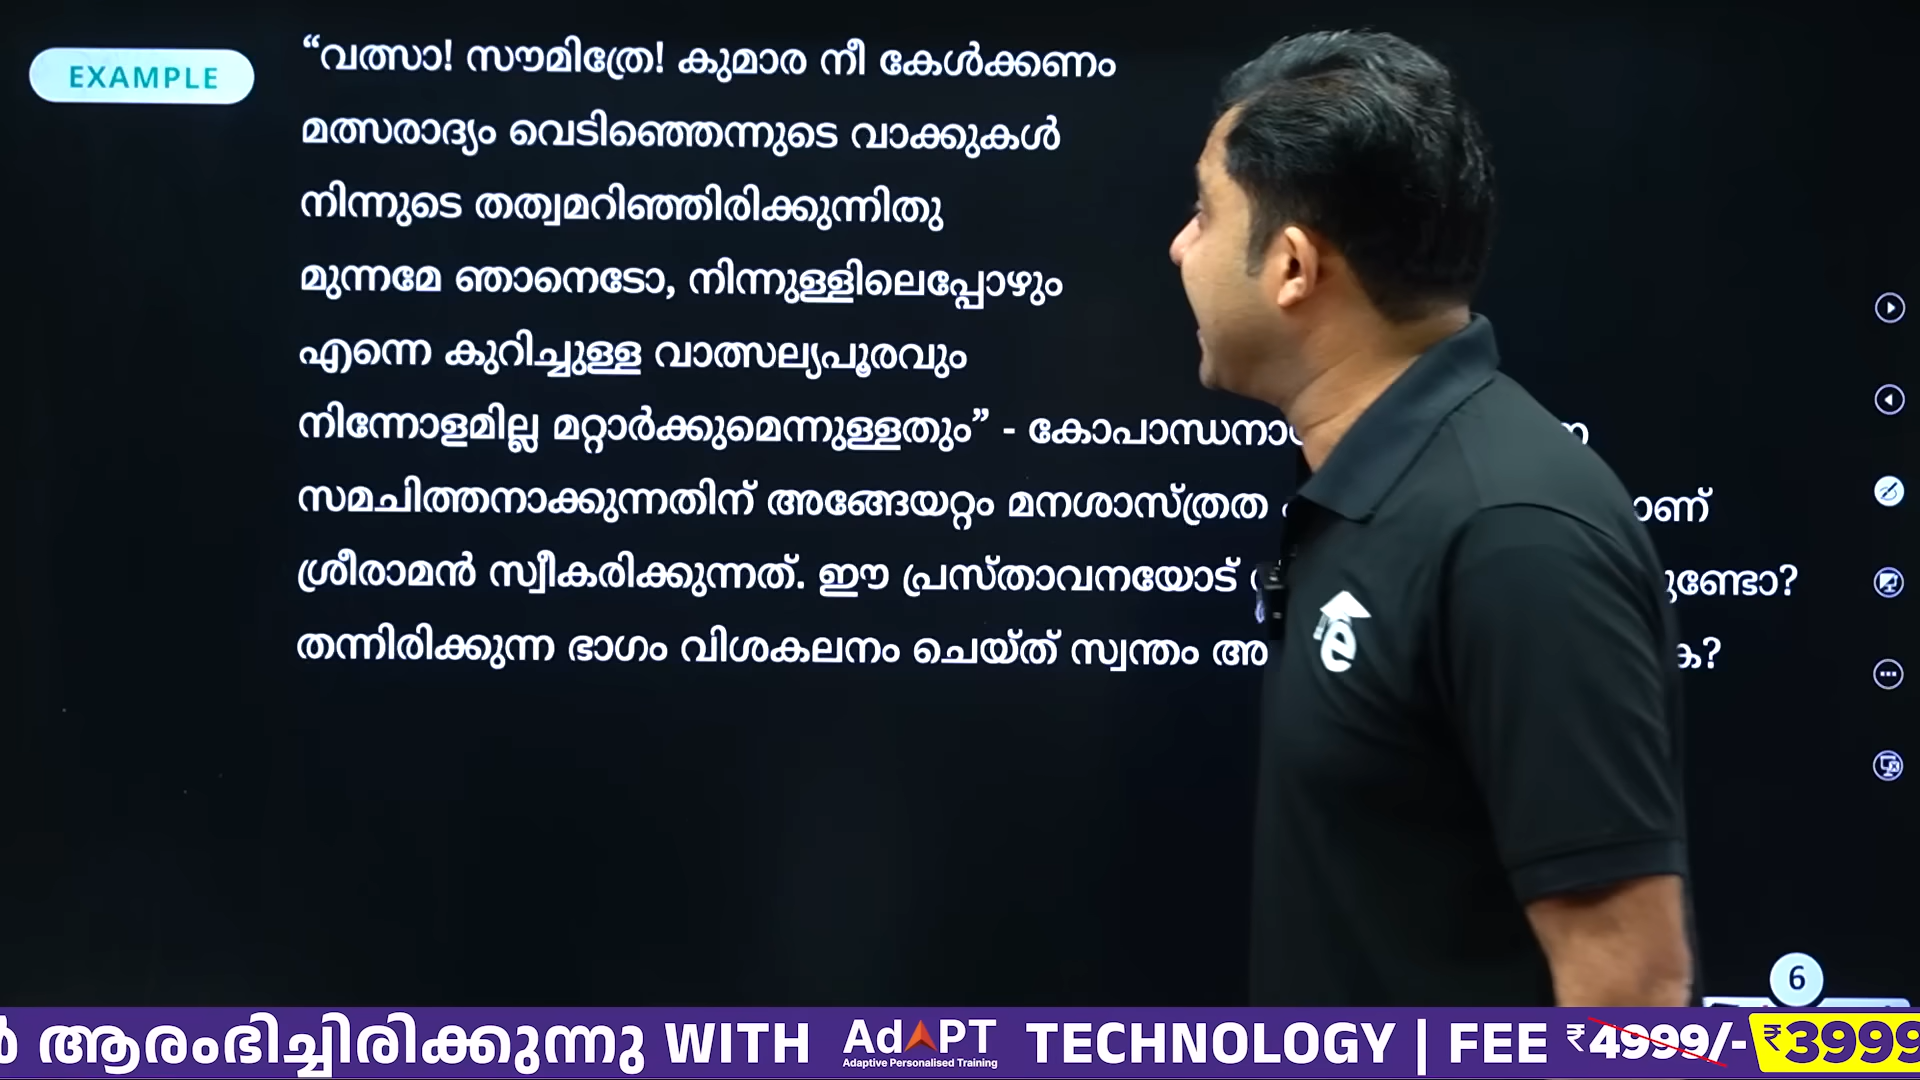 EXAMPLE
“വത്സാ! സൗമിത്രേ! കുമാര നീ കേൾക്കണം
മത്സരാദ്യം വെടിഞ്ഞെന്നുടെ വാക്കുകൾ
നിന്നുടെ തത്വമറിഞ്ഞിരിക്കുന്നിതു
മുന്നമേ ഞാനെടോ, നിന്നുള്ളിലെപ്പോഴും
എന്നെ കുറിച്ചുള്ള വാത്സല്യപൂരവും
നിന്നോളമില്ല മറ്റാർക്കുമെന്നുള്ളതും” -
സമചിത്തനാക്കുന്നതിന് അങ്ങേയറ്റം മനശാസ്ത്രത
ശ്രീരാമൻ സ്വീകരിക്കുന്നത്. ഈ പ്രസ്താവനയോട്
തന്നിരിക്കുന്ന ഭാഗം വിശകലനം ചെയ്ത് സ്വന്തം
e
6
ആരംഭിച്ചിരിക്കുന്നു WITH AdAPT TECHNOLOGY | FEE ₹4999/- ₹3999
Adaptive Personalised Training